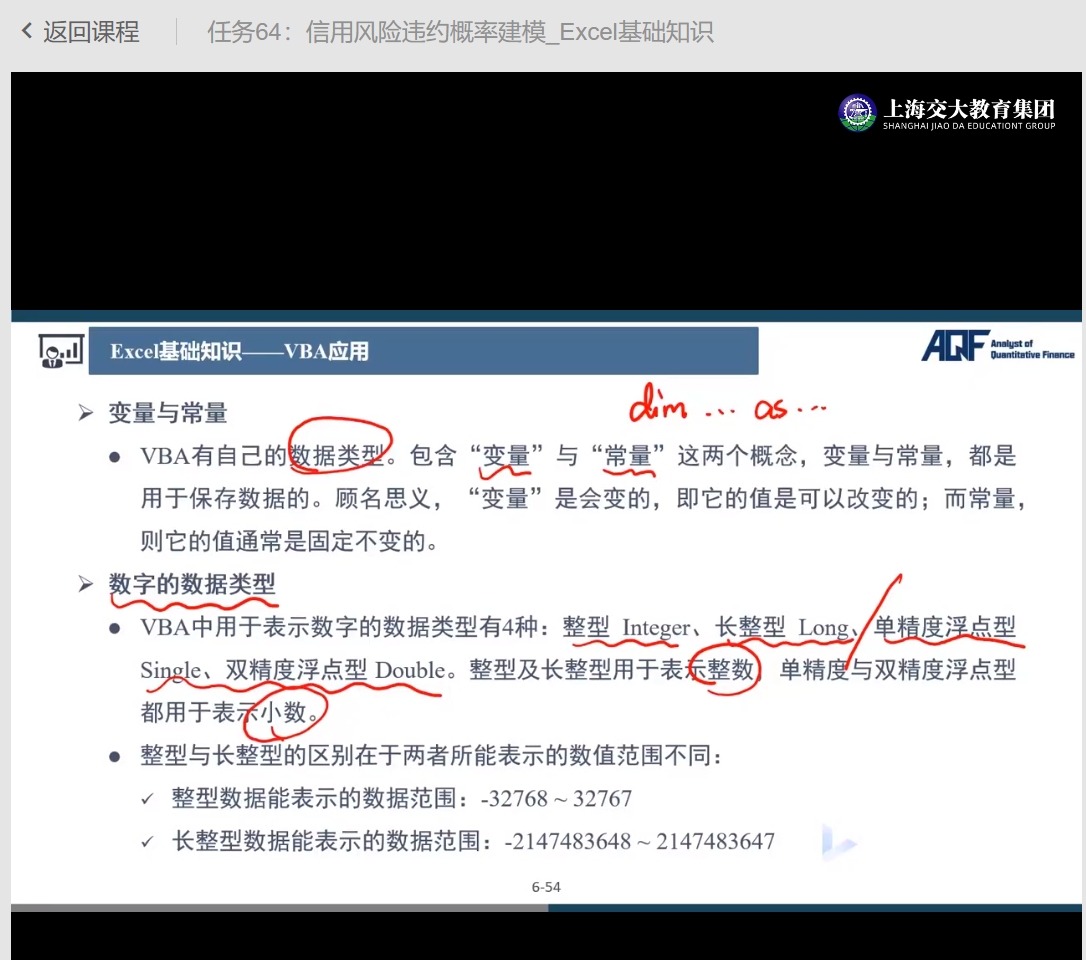 返回课程
任务64：信用风险违约概率建模_Excel基础知识
上海交大教育集团
SHANGHAI JIAO DA EDUCATIONT GROUP
Excel基础知识——VBA应用
AQF Analyst of
Quantitative Finance
变量与常量
dim ... as ...
VBA有自己的数据类型。包含“变量”与“常量”这两个概念，变量与常量，都是
用于保存数据的。顾名思义，“变量”是会变的，即它的值是可以改变的；而常量，
则它的值通常是固定不变的。
数字的数据类型
VBA中用于表示数字的数据类型有4种：整型 Integer、长整型 Long、单精度浮点型
Single、双精度浮点型 Double。整型及长整型用于表示整数，单精度与双精度浮点型
都用于表示小数。
整型与长整型的区别在于两者所能表示的数值范围不同：
整型数据能表示的数据范围：-32768 ~ 32767
长整型数据能表示的数据范围：-2147483648 ~ 2147483647
6-54